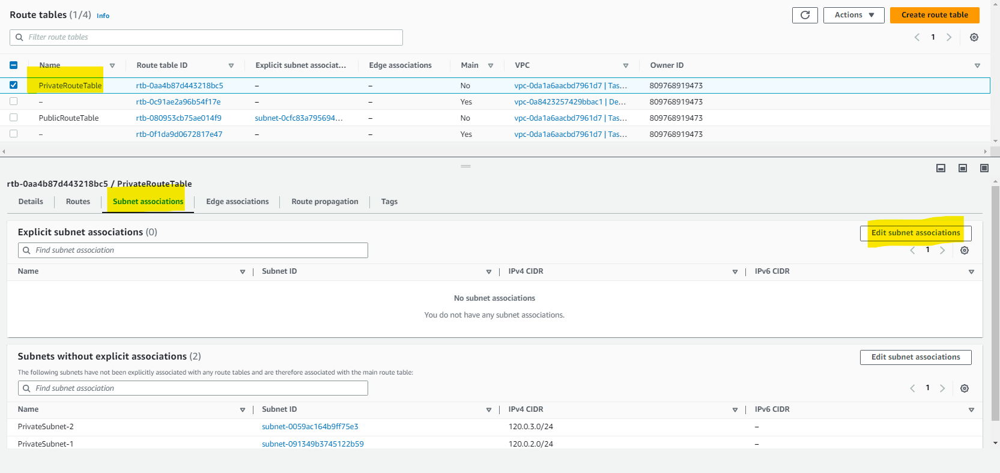 Route tables (1/4) Info
Actions
Create route table
Filter route tables
1
Name Route table ID Explicit subnet associat... Edge associations Main VPC Owner ID
PrivateRouteTable rtb-0aa4b87d443218bc5 – – No vpc-0da1a6aacbd7961d7 | Tas... 809768919473
– rtb-0c91ae2a96b54f17e – – Yes vpc-0a8423257429bbac1 | De... 809768919473
PublicRouteTable rtb-080953cb75ae014f9 subnet-0cfc83a795694... – No vpc-0da1a6aacbd7961d7 | Tas... 809768919473
– rtb-0f1da9d0672817e47 – – Yes vpc-0da1a6aacbd7961d7 | Tas... 809768919473
rtb-0aa4b87d443218bc5 / PrivateRouteTable
Details Routes Subnet associations Edge associations Route propagation Tags
Explicit subnet associations (0)
Edit subnet associations
Find subnet association
1
Name Subnet ID IPv4 CIDR IPv6 CIDR
No subnet associations
You do not have any subnet associations.
Subnets without explicit associations (2)
Edit subnet associations
The following subnets have not been explicitly associated with any route tables and are therefore associated with the main route table:
Find subnet association
1
Name Subnet ID IPv4 CIDR IPv6 CIDR
PrivateSubnet-2 subnet-0059ac164b9ff75e3 120.0.3.0/24 –
PrivateSubnet-1 subnet-091349b3745122b59 120.0.2.0/24 –